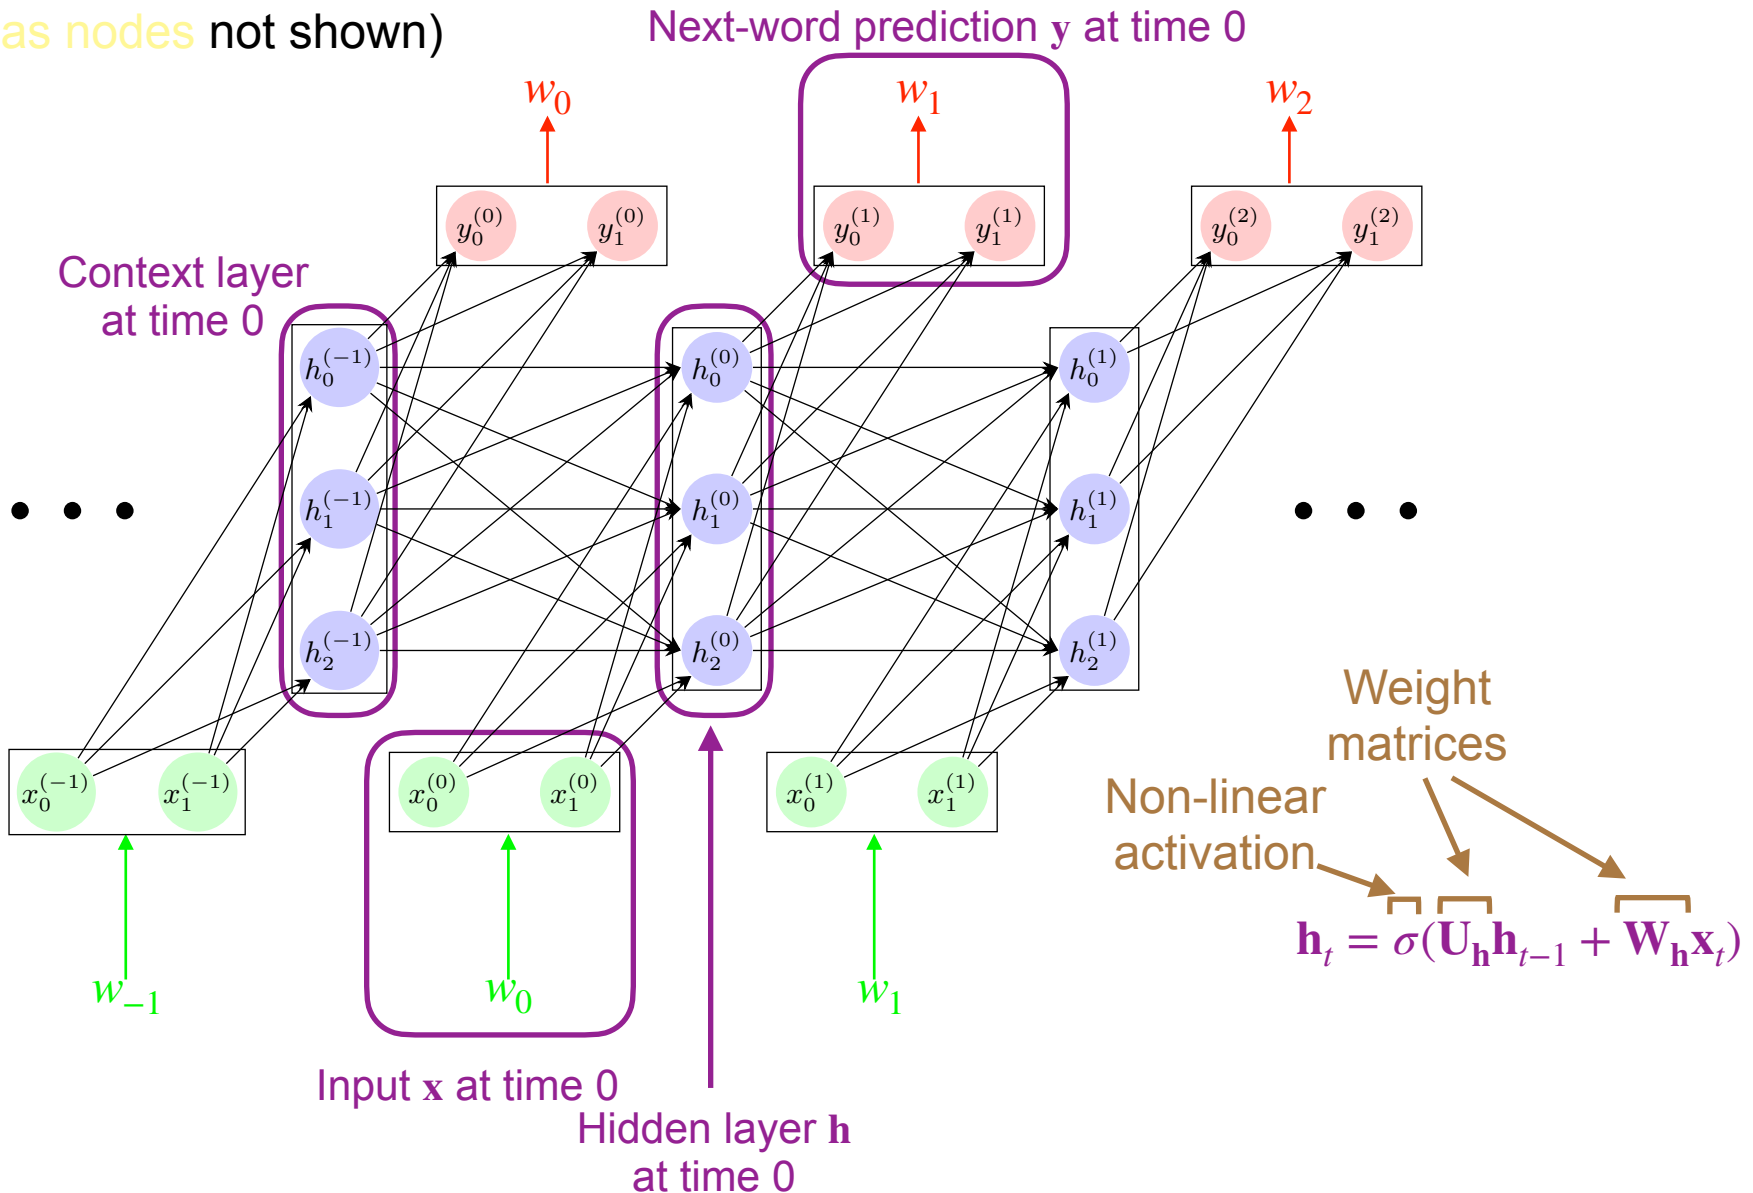 as nodes not shown)
Next-word prediction y at time 0
w₀ w₁ w₂
y₀⁽⁰⁾ y₁⁽⁰⁾ y₀⁽¹⁾ y₁⁽¹⁾ y₀⁽²⁾ y₁⁽²⁾
Context layer
at time 0
h₀⁽⁻¹⁾ h₀⁽⁰⁾ h₀⁽¹⁾
• • • h₁⁽⁻¹⁾ h₁⁽⁰⁾ h₁⁽¹⁾ • • •
h₂⁽⁻¹⁾ h₂⁽⁰⁾ h₂⁽¹⁾
x₀⁽⁻¹⁾ x₁⁽⁻¹⁾ x₀⁽⁰⁾ x₁⁽⁰⁾ x₀⁽¹⁾ x₁⁽¹⁾
w₋₁ w₀ w₁
Weight
matrices
Non-linear
activation
hₜ = σ(U_h hₜ₋₁ + W_h xₜ)
Input x at time 0
Hidden layer h
at time 0